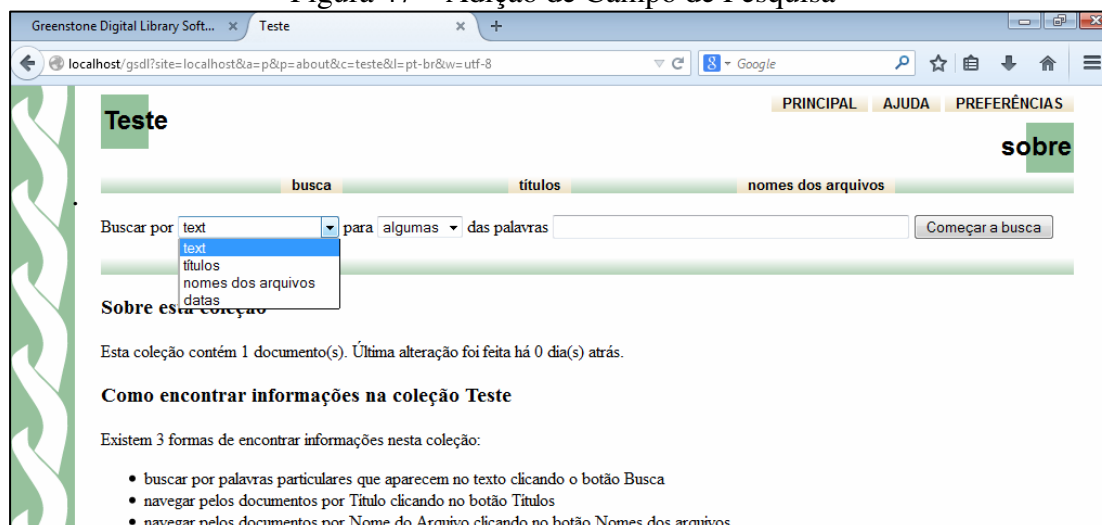 Figura 47 – Adição de Campo de Pesquisa
Greenstone Digital Library Soft... × Teste × +
localhost/gsdl?site=localhost&a=p&p=about&c=teste&l=pt-br&w=utf-8 8 Google
PRINCIPAL AJUDA PREFERÊNCIAS
Teste
sobre
busca títulos nomes dos arquivos
Buscar por text para algumas das palavras Começar a busca
text
títulos
nomes dos arquivos
datas
Sobre esta coleção
Esta coleção contém 1 documento(s). Última alteração foi feita há 0 dia(s) atrás.
Como encontrar informações na coleção Teste
Existem 3 formas de encontrar informações nesta coleção:
• buscar por palavras particulares que aparecem no texto clicando o botão Busca
• navegar pelos documentos por Título clicando no botão Títulos
• navegar pelos documentos por Nome do Arquivo clicando no botão Nomes dos arquivos